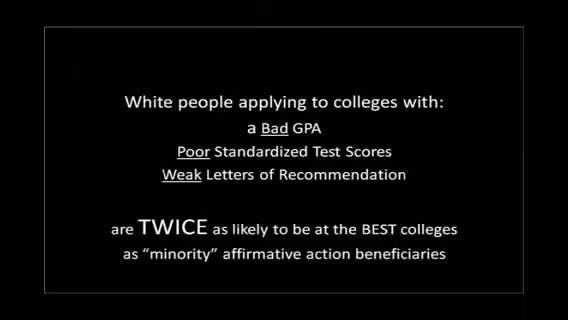 White people applying to colleges with:
a Bad GPA
Poor Standardized Test Scores
Weak Letters of Recommendation
are TWICE as likely to be at the BEST colleges
as “minority” affirmative action beneficiaries